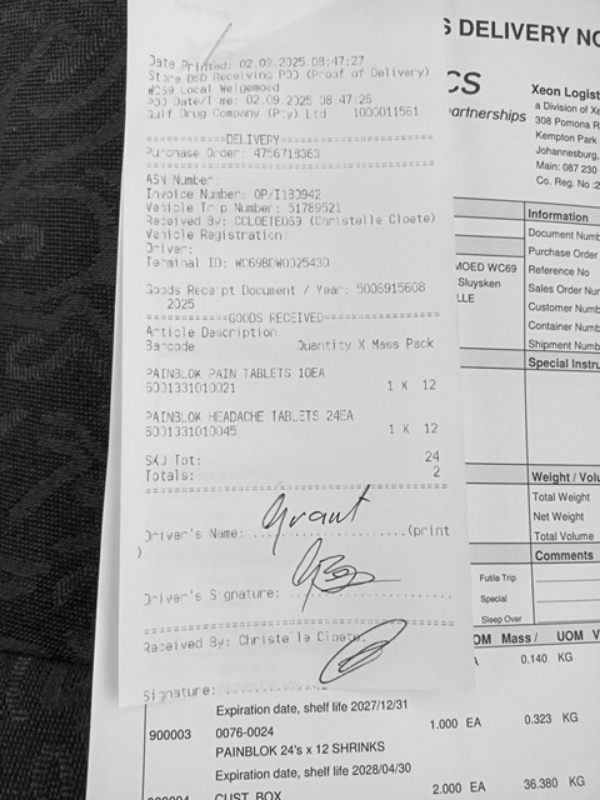 Date Printed: 02.09.2025 08:47:27
Store DSD Receiving POD (Proof of Delivery)
WC69 Local Welgemoed
POD Date/Time: 02.09.2025 08:47:26
Gulf Drug Company (Pty) Ltd 1000011561
============DELIVERY============
Purchase Order: 4756718363
ASN Number:
Invoice Number: OP/I180942
Vehicle Trip Number: 51789521
Received By: CCLOETE069 (Christelle Cloete)
Vehicle Registration:
Driver:
Terminal ID:
Goods Receipt Document / Year: 5006915608
2025
============GOODS RECEIVED============
Article Description
Barcode Quantity X Mass Pack
PAINBLOK PAIN TABLETS 10EA
6001331010021 1 X 12
PAINBLOK HEADACHE TABLETS 24EA
6001331010045 1 X 12
SKU Tot: 24
Totals: 2
Driver's Name: Grant (print
)
Driver's Signature:
Received By: Christelle Cloete
Signature:
S DELIVERY NO
CS
artnerships
Xeon Logist
a Division of Xe
308 Pomona R
Kempton Park
Johannesburg,
Main: 087 230
Co. Reg. No :2
Information
Document Numb
Purchase Order
MOED WC69 Reference No
Sluysken Sales Order Nu
LLE Customer Numb
Container Numb
Shipment Numb
Special Instru
Weight / Volu
Total Weight
Net Weight
Total Volume
Comments
Futile Trip
Special
Sleep Over
OM Mass / UOM V
0.140 KG
Expiration date, shelf life 2027/12/31
900003 0076-0024 1.000 EA 0.323 KG
PAINBLOK 24's x 12 SHRINKS
Expiration date, shelf life 2028/04/30
900004 CUST BOX 2.000 EA 36.380 KG